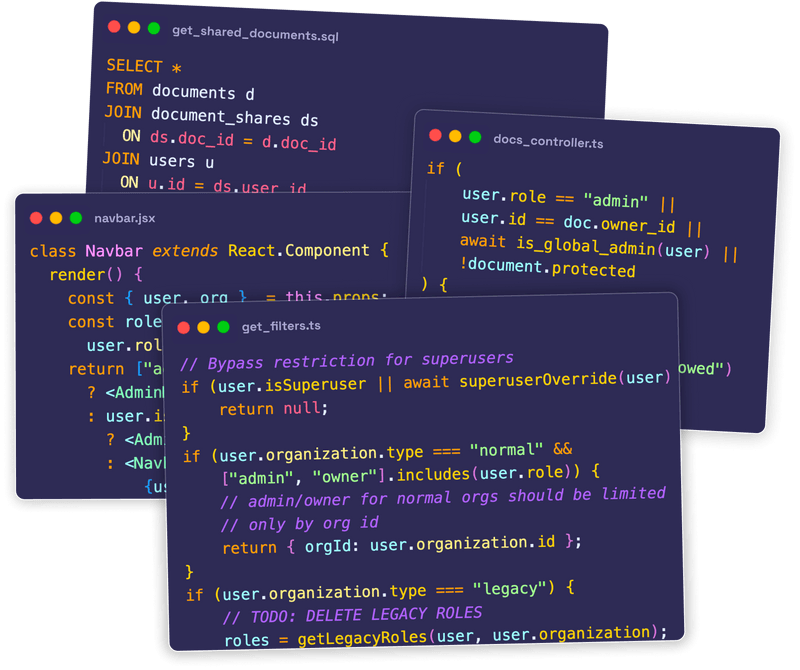 get_shared_documents.sql
SELECT *
FROM documents d
JOIN document_shares ds
ON ds.doc_id = d.doc_id
JOIN users u
ON u.id = ds.user_id
docs_controller.ts
if (
user.role == "admin" ||
user.id == doc.owner_id ||
await is_global_admin(user) ||
!document.protected
) {
owed")
navbar.jsx
class Navbar extends React.Component {
render() {
const { user, org } = this.props;
const role
user.rol
return ["a
? <Admin
: user.i
? <Adm
: <Nav
{us
get_filters.ts
// Bypass restriction for superusers
if (user.isSuperuser || await superuserOverride(user)
return null;
}
if (user.organization.type === "normal" &&
["admin", "owner"].includes(user.role)) {
// admin/owner for normal orgs should be limited
// only by org id
return { orgId: user.organization.id };
}
if (user.organization.type === "legacy") {
// TODO: DELETE LEGACY ROLES
roles = getLegacyRoles(user, user.organization);